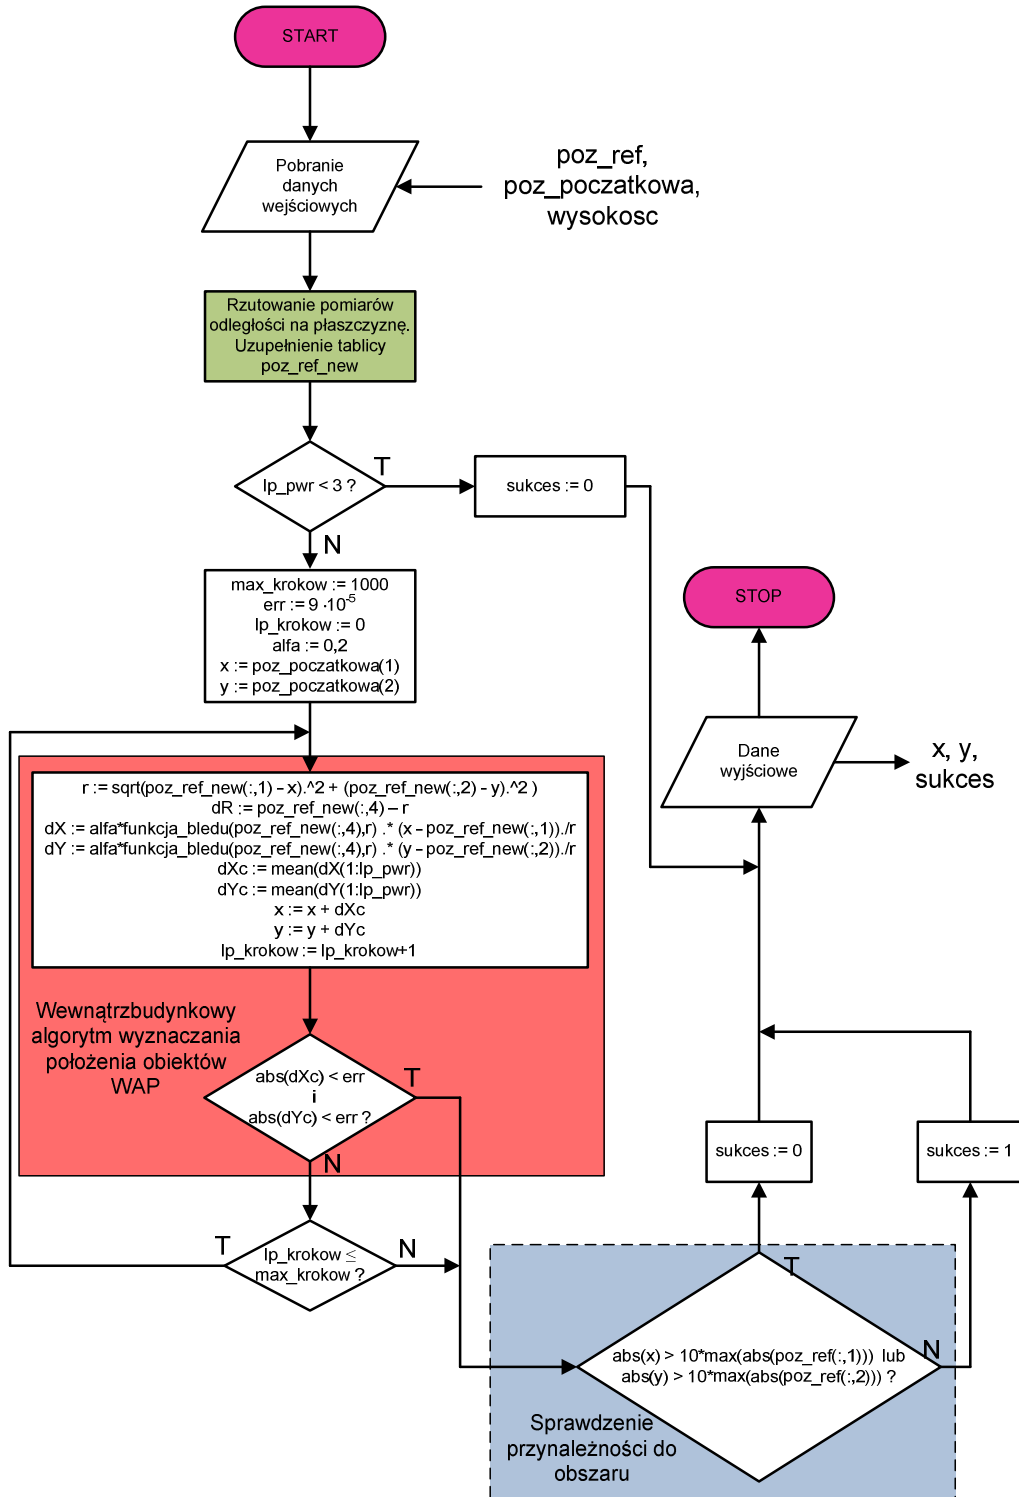 START
Pobranie
danych
wejściowych
poz_ref,
poz_poczatkowa,
wysokosc
Rzutowanie pomiarów
odległości na płaszczyznę.
Uzupełnienie tablicy
poz_ref_new
lp_pwr < 3 ?
T
sukces := 0
N
max_krokow := 1000
err := 9 ·10^-5
lp_krokow := 0
alfa := 0,2
x := poz_poczatkowa(1)
y := poz_poczatkowa(2)
STOP
Dane
wyjściowe
x, y,
sukces
r := sqrt(poz_ref_new(:,1) – x).^2 + (poz_ref_new(:,2) – y).^2 )
dR := poz_ref_new(:,4) – r
dX := alfa*funkcja_bledu(poz_ref_new(:,4),r) .* (x – poz_ref_new(:,1))./r
dY := alfa*funkcja_bledu(poz_ref_new(:,4),r) .* (y – poz_ref_new(:,2))./r
dXc := mean(dX(1:lp_pwr))
dYc := mean(dY(1:lp_pwr))
x := x + dXc
y := y + dYc
lp_krokow := lp_krokow+1
Wewnątrzbudynkowy
algorytm wyznaczania
położenia obiektów
WAP
abs(dXc) < err
i
abs(dYc) < err ?
T
N
lp_krokow ≤
max_krokow ?
T
N
sukces := 0
sukces := 1
T
N
abs(x) > 10*max(abs(poz_ref(:,1))) lub
abs(y) > 10*max(abs(poz_ref(:,2))) ?
Sprawdzenie
przynależności do
obszaru